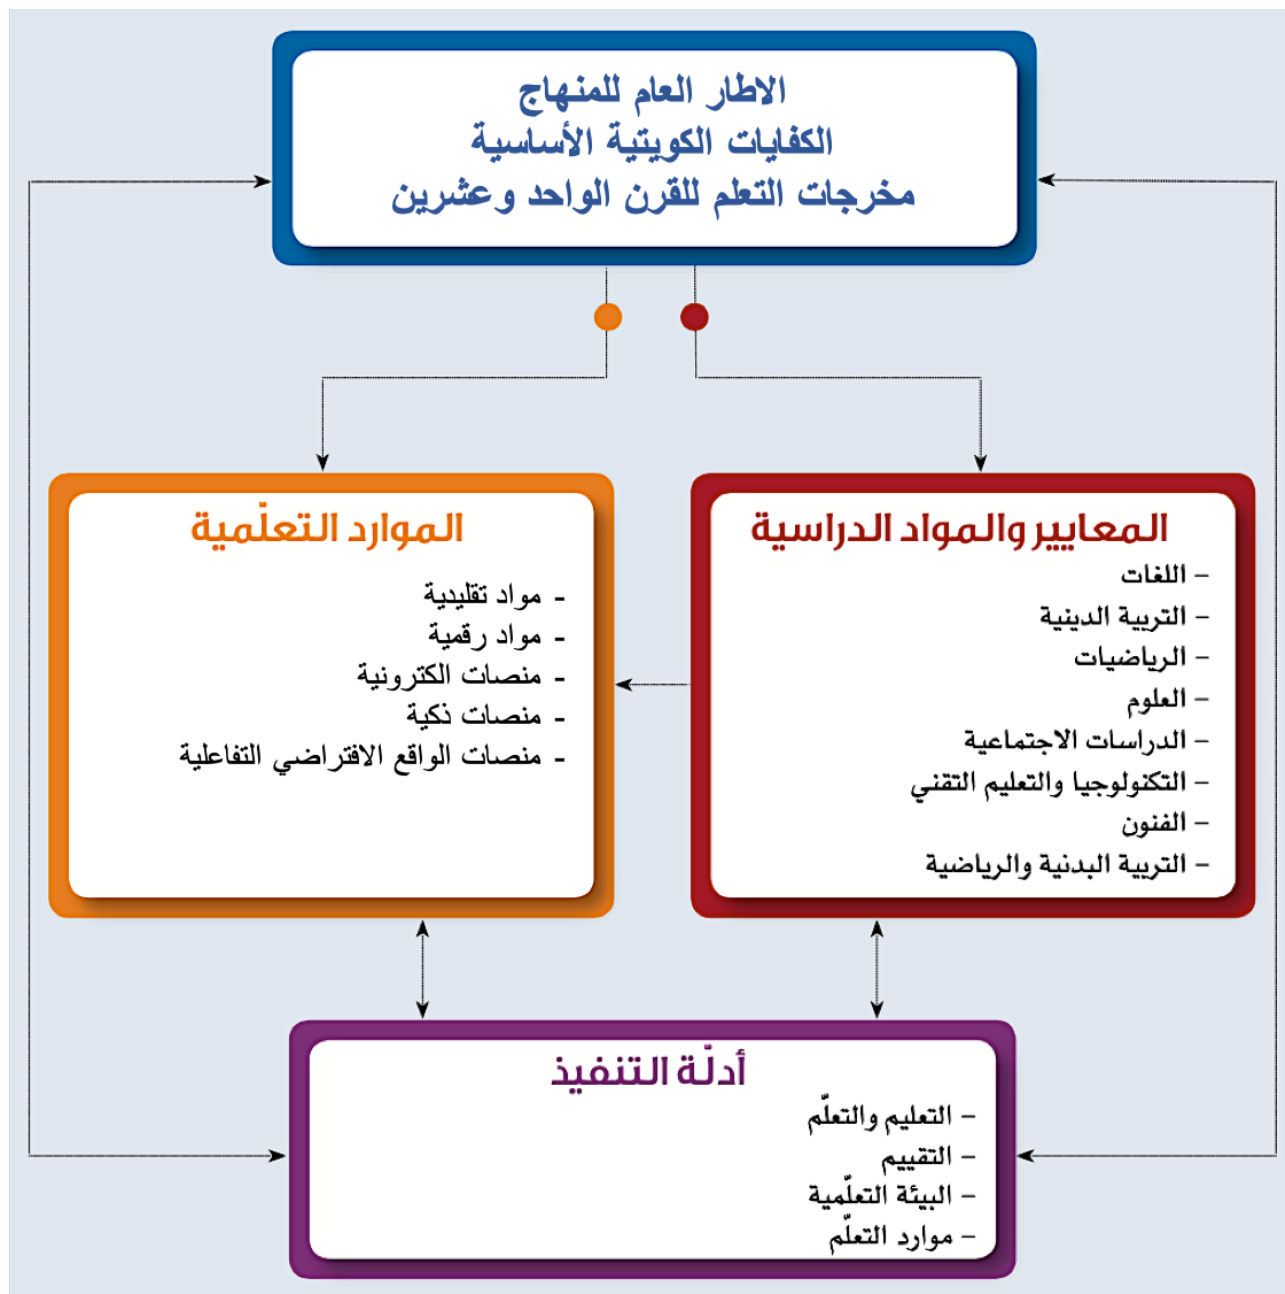 الاطار العام للمنهاج
الكفايات الكويتية الأساسية
مخرجات التعلم للقرن الواحد وعشرين
المعايير والمواد الدراسية
– اللغات
– التربية الدينية
– الرياضيات
– العلوم
– الدراسات الاجتماعية
– التكنولوجيا والتعليم التقني
– الفنون
– التربية البدنية والرياضية
الموارد التعلّمية
- مواد تقليدية
- مواد رقمية
- منصات الكترونية
- منصات ذكية
- منصات الواقع الافتراضي التفاعلية
أدلّة التنفيذ
– التعليم والتعلّم
– التقييم
– البيئة التعلّمية
– موارد التعلّم